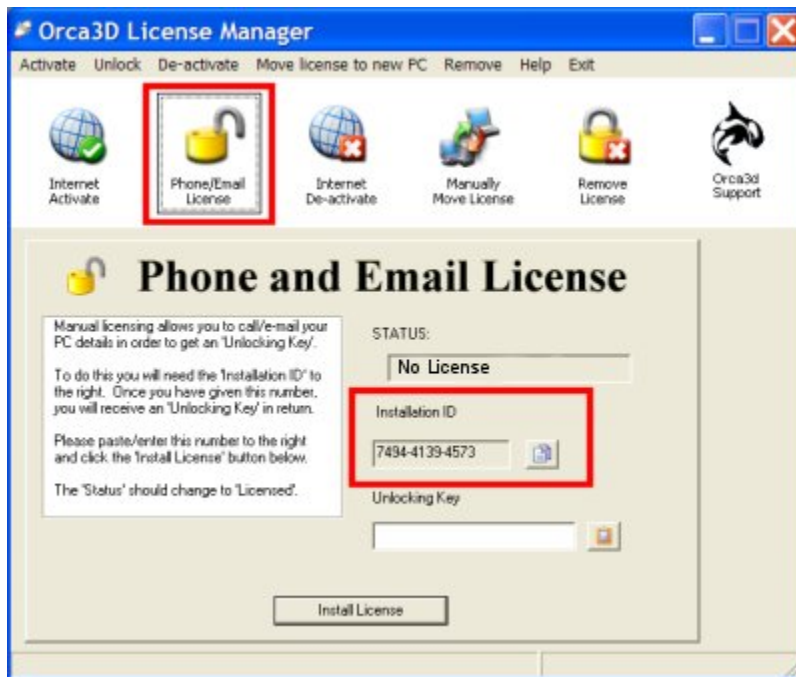 Orca3D License Manager
Activate Unlock De-activate Move license to new PC Remove Help Exit
Internet
Activate
Phone/Email
License
Internet
De-activate
Manually
Move License
Remove
License
Orca3d
Support
Phone and Email License
Manual licensing allows you to call/e-mail your
PC details in order to get an 'Unlocking Key'.
To do this you will need the 'Installation ID' to
the right. Once you have given this number,
you will receive an 'Unlocking Key' in return.
Please paste/enter this number to the right
and click the 'Install License' button below.
The 'Status' should change to 'Licensed'.
STATUS:
No License
Installation ID
7494-4139-4573
Unlocking Key
Install License